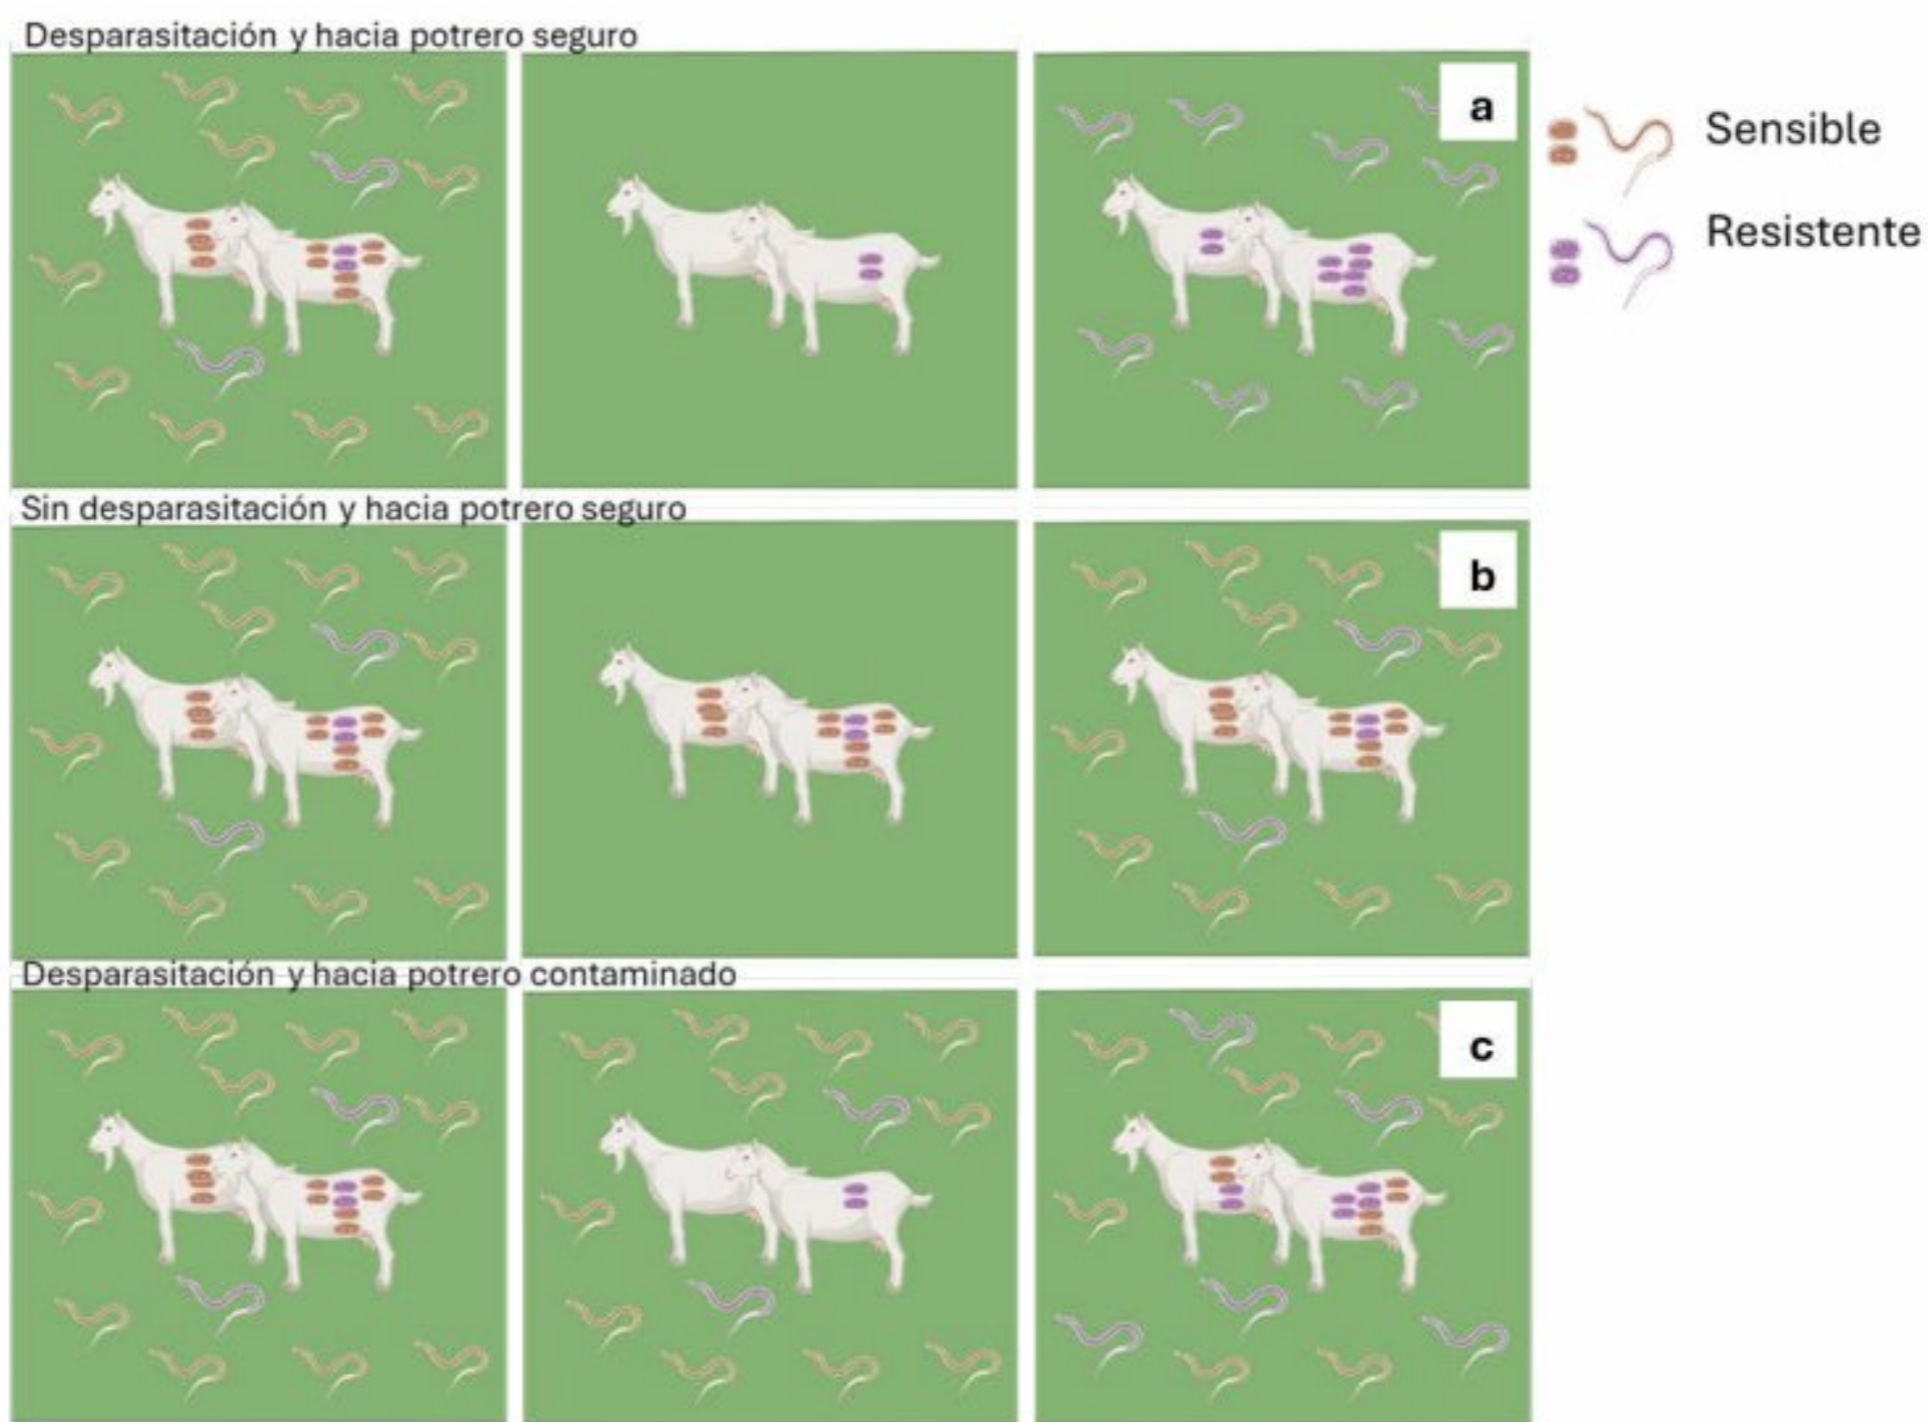 Desparasitación y hacia potrero seguro
a
Sensible
Resistente
Sin desparasitación y hacia potrero seguro
b
Desparasitación y hacia potrero contaminado
c